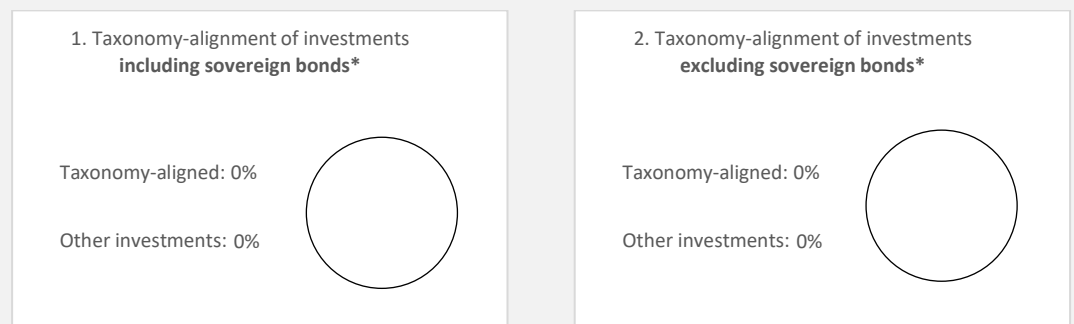 1. Taxonomy-alignment of investments
including sovereign bonds*
Taxonomy-aligned: 0%
Other investments: 0%
2. Taxonomy-alignment of investments
excluding sovereign bonds*
Taxonomy-aligned: 0%
Other investments: 0%